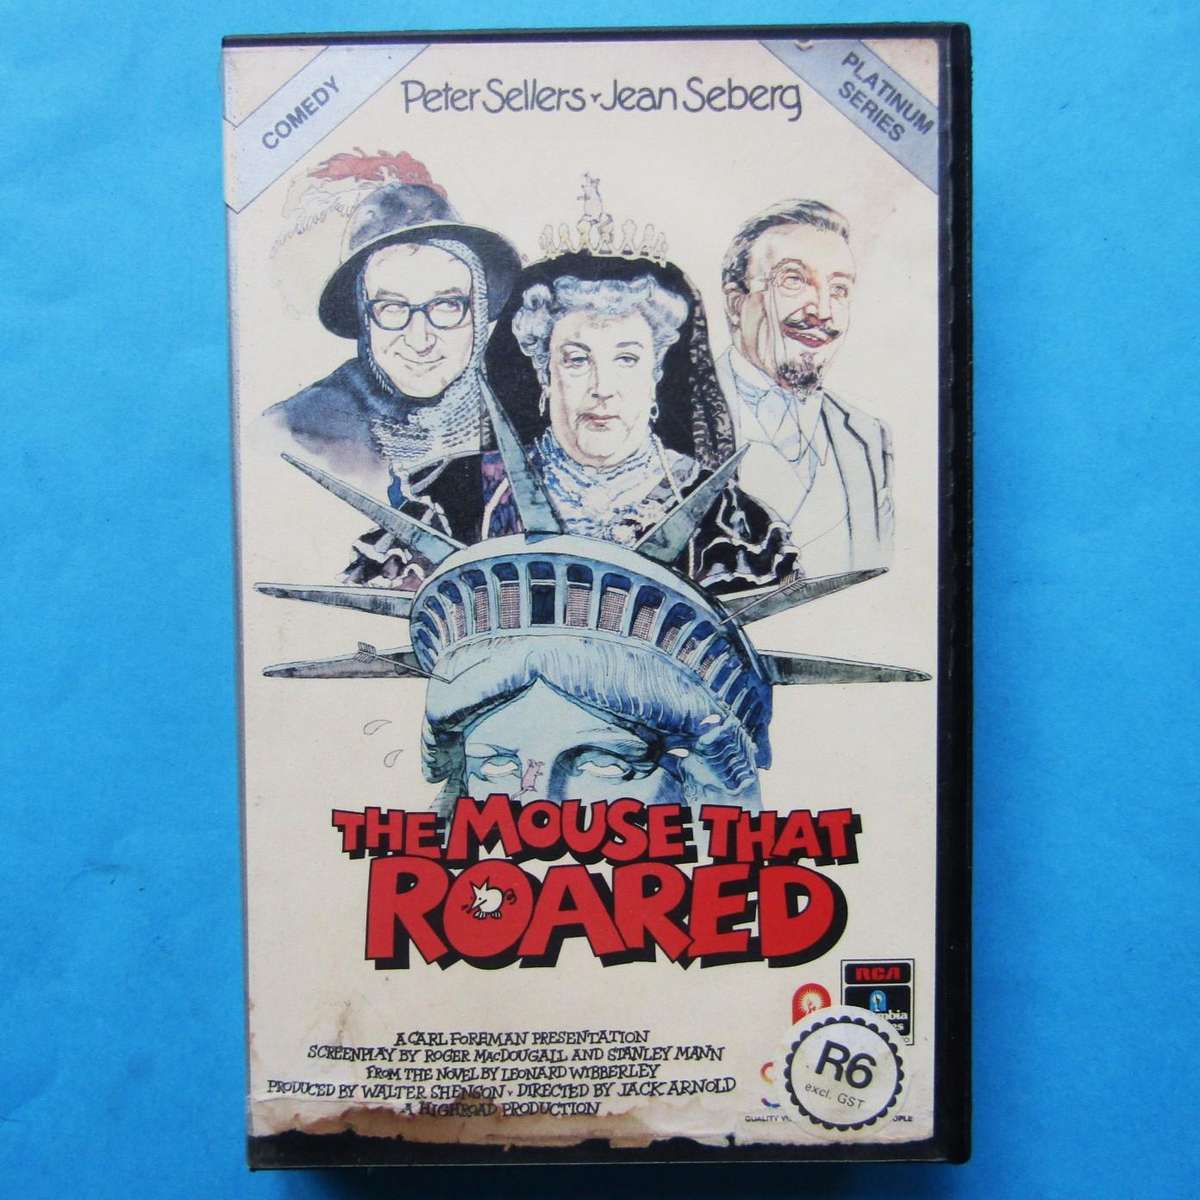 COMEDY
PLATINUM
SERIES
Peter Sellers Jean Seberg
THE MOUSE THAT
ROARED
RCA
A CARL FOREMAN PRESENTATION
SCREENPLAY BY ROGER MACDOUGALL AND STANLEY MANN
FROM THE NOVEL BY LEONARD WIBBERLEY
PRODUCED BY WALTER SHENSON · DIRECTED BY JACK ARNOLD
A HIGHROAD PRODUCTION
R6
excl. GST
QUALITY